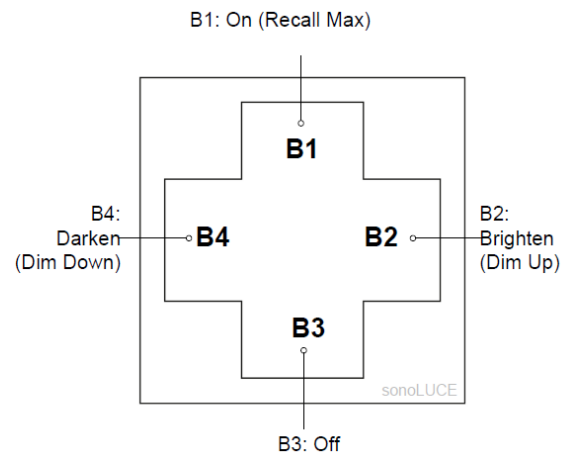 B1: On (Recall Max)
B1
B4:
Darken
(Dim Down)
B4
B2
B2:
Brighten
(Dim Up)
B3
sonoLUCE
B3: Off